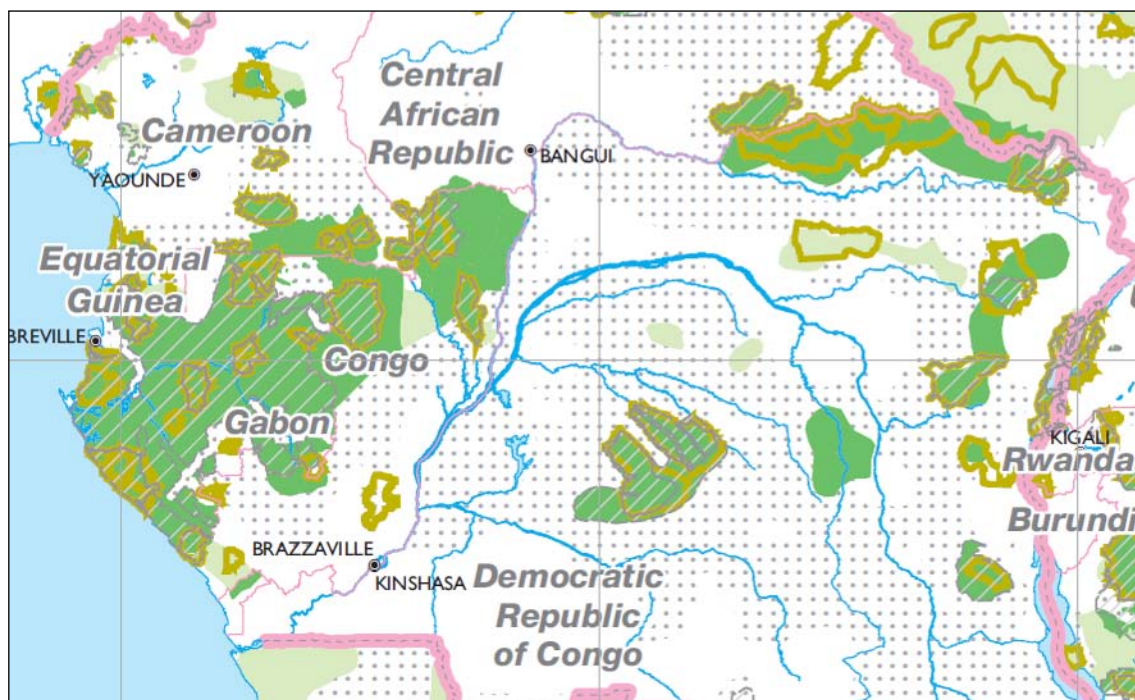 Central
African
Republic
Cameroon
BANGUI
YAOUNDE
Equatorial
Guinea
BREVILLE
Congo
Gabon
KIGALI
Rwanda
Burundi
BRAZZAVILLE
KINSHASA
Democratic
Republic
of Congo